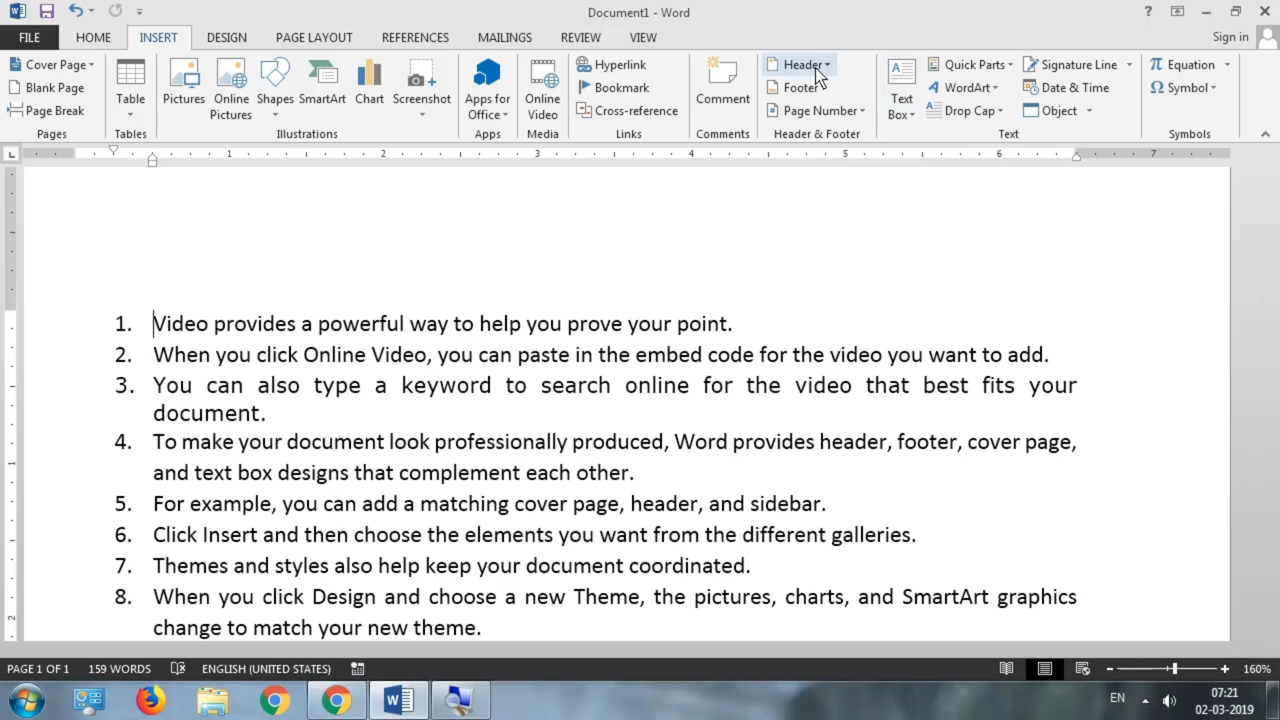 Document1 - Word
?
Sign in
FILE HOME INSERT DESIGN PAGE LAYOUT REFERENCES MAILINGS REVIEW VIEW
Cover Page
Blank Page
Page Break
Pages
Table
Tables
Pictures
Online
Pictures
Shapes
SmartArt
Chart
Screenshot
Illustrations
Apps for
Office
Apps
Online
Video
Media
Hyperlink
Bookmark
Cross-reference
Links
Comment
Comments
Header
Footer
Page Number
Header & Footer
A
Text
Box
Quick Parts
WordArt
Drop Cap
Signature Line
Date & Time
Object
Text
π Equation
Ω Symbol
Symbols
1 2 3 4 5 6 7
1. Video provides a powerful way to help you prove your point.
2. When you click Online Video, you can paste in the embed code for the video you want to add.
3. You can also type a keyword to search online for the video that best fits your
document.
4. To make your document look professionally produced, Word provides header, footer, cover page,
and text box designs that complement each other.
5. For example, you can add a matching cover page, header, and sidebar.
6. Click Insert and then choose the elements you want from the different galleries.
7. Themes and styles also help keep your document coordinated.
8. When you click Design and choose a new Theme, the pictures, charts, and SmartArt graphics
change to match your new theme.
PAGE 1 OF 1 159 WORDS ENGLISH (UNITED STATES) 160%
EN
07:21
02-03-2019